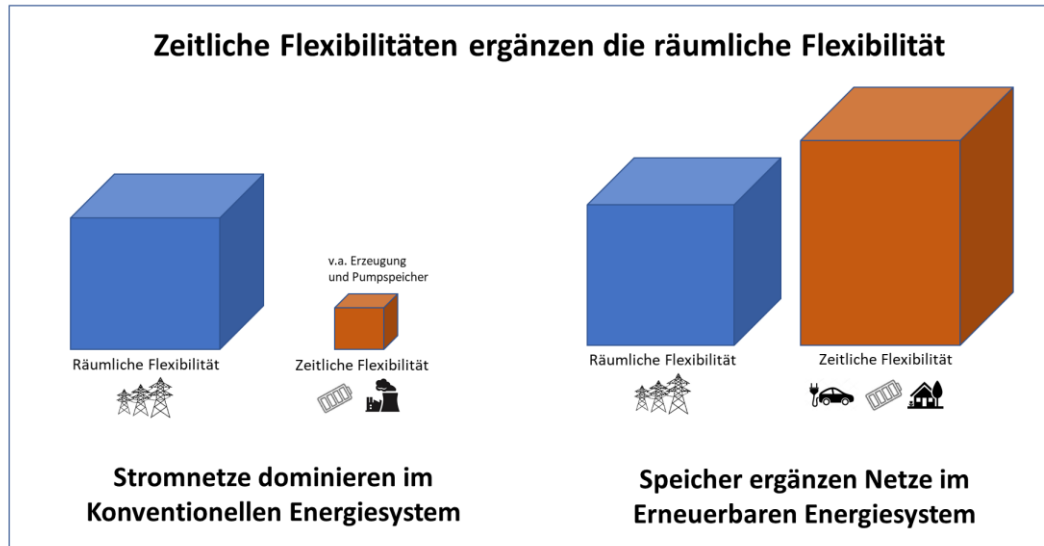 Zeitliche Flexibilitäten ergänzen die räumliche Flexibilität
v.a. Erzeugung
und Pumpspeicher
Räumliche Flexibilität
Zeitliche Flexibilität
Räumliche Flexibilität
Zeitliche Flexibilität
Stromnetze dominieren im
Konventionellen Energiesystem
Speicher ergänzen Netze im
Erneuerbaren Energiesystem